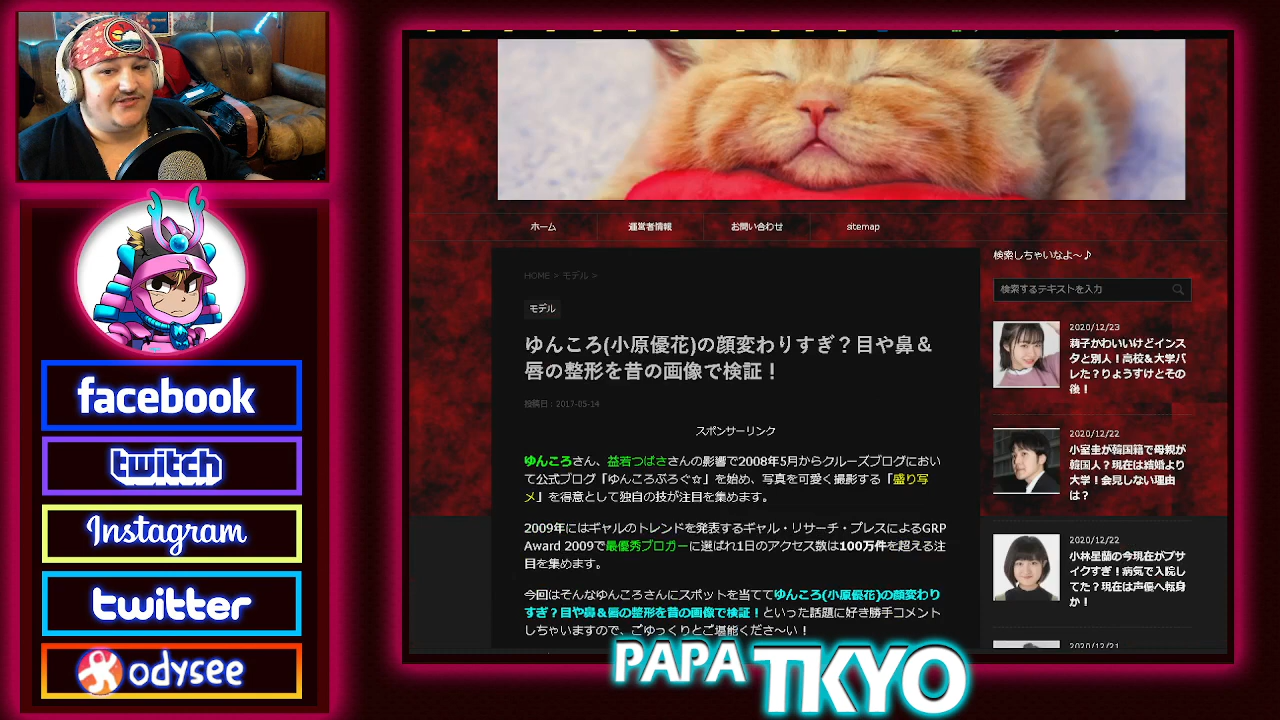 facebook
twitch
Instagram
twitter
odysee
ホーム
運営者情報
お問い合わせ
sitemap
HOME > モデル >
モデル
ゆんころ(小原優花)の顔変わりすぎ？目や鼻＆
唇の整形を昔の画像で検証！
投稿日 : 2017-05-14
スポンサーリンク
ゆんころさん、益若つばささんの影響で2008年5月からクルーズブログにおい
て公式ブログ「ゆんころぶろぐ☆」を始め、写真を可愛く撮影する「盛り写
メ」を得意として独自の技が注目を集めます。
2009年にはギャルのトレンドを発表するギャル・リサーチ・プレスによるGRP
Award 2009で最優秀ブロガーに選ばれ1日のアクセス数は100万件を超える注
目を集めます。
今回はそんなゆんころさんにスポットを当ててゆんころ(小原優花)の顔変わり
すぎ？目や鼻＆唇の整形を昔の画像で検証！といった話題に好き勝手コメント
しちゃいますので、ごゆっくりとご堪能くださ～い！
検索しちゃいなよ～♪
検索するテキストを入力
2020/12/23
莉子かわいいけどインス
タと別人！高校＆大学バ
レた？りょうすけとその
後！
2020/12/22
小室圭が韓国籍で母親が
韓国人？現在は結婚より
大学！会見しない理由
は？
2020/12/22
小林星蘭の今現在がブサ
イクすぎ！病気で入院し
てた？現在は声優へ転身
か！
2020/12/21
PAPA TKYO